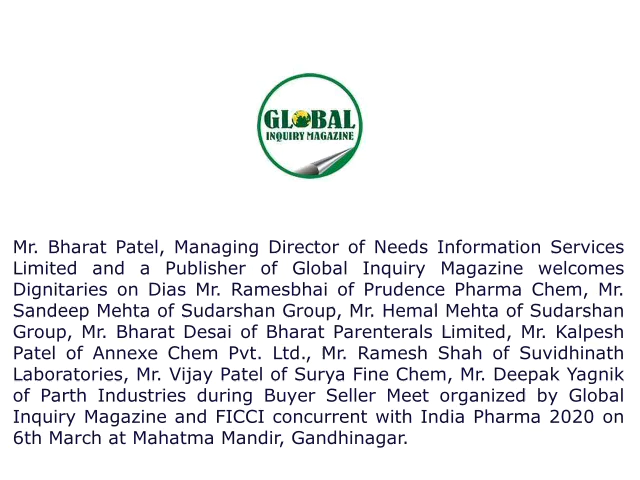 GLOBAL
INQUIRY MAGAZINE
Mr. Bharat Patel, Managing Director of Needs Information Services
Limited and a Publisher of Global Inquiry Magazine welcomes
Dignitaries on Dias Mr. Rameshbhai of Prudence Pharma Chem, Mr.
Sandeep Mehta of Sudarshan Group, Mr. Hemal Mehta of Sudarshan
Group, Mr. Bharat Desai of Bharat Parenterals Limited, Mr. Kalpesh
Patel of Annexe Chem Pvt. Ltd., Mr. Ramesh Shah of Suvidhinath
Laboratories, Mr. Vijay Patel of Surya Fine Chem, Mr. Deepak Yagnik
of Parth Industries during Buyer Seller Meet organized by Global
Inquiry Magazine and FICCI concurrent with India Pharma 2020 on
6th March at Mahatma Mandir, Gandhinagar.